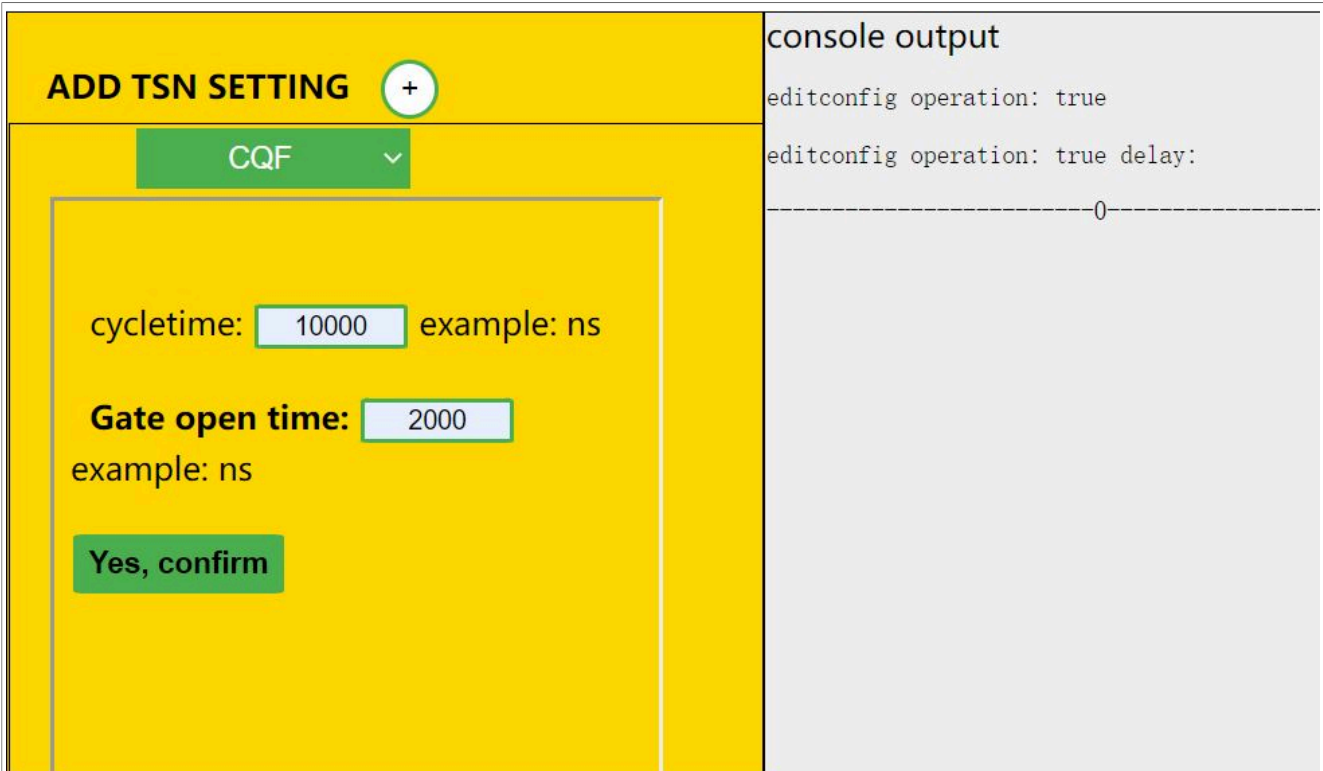 ADD TSN SETTING +
CQF
cycletime: 10000 example: ns
Gate open time: 2000
example: ns
Yes, confirm
console output
editconfig operation: true
editconfig operation: true delay:
-------------------------0-----------------